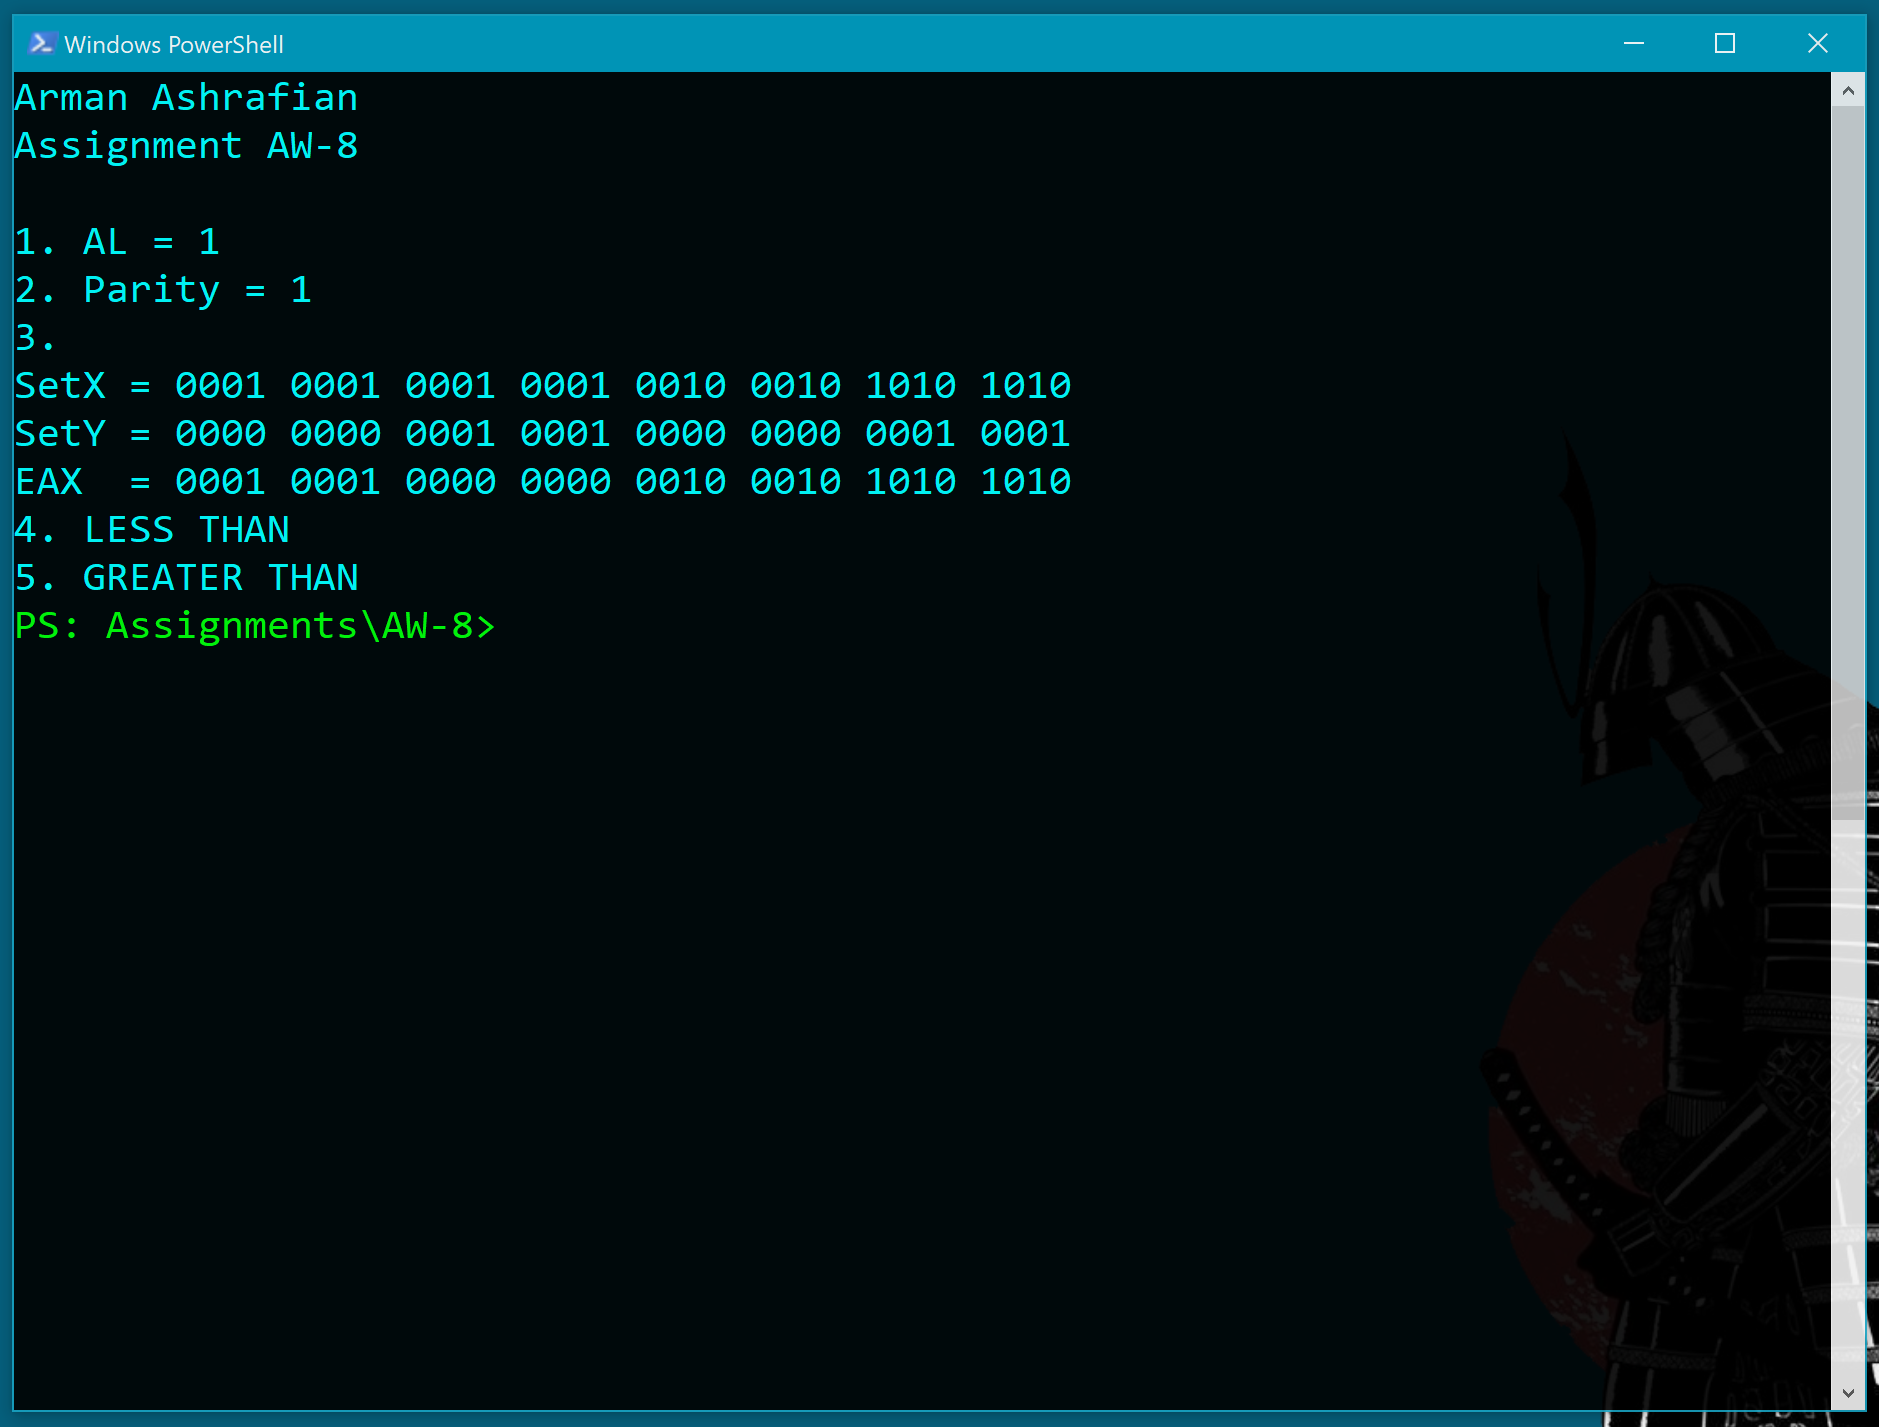 Windows PowerShell
Arman Ashrafian
Assignment AW-8
1. AL = 1
2. Parity = 1
3.
SetX = 0001 0001 0001 0001 0010 0010 1010 1010
SetY = 0000 0000 0001 0001 0000 0000 0001 0001
EAX  = 0001 0001 0000 0000 0010 0010 1010 1010
4. LESS THAN
5. GREATER THAN
PS: Assignments\AW-8>